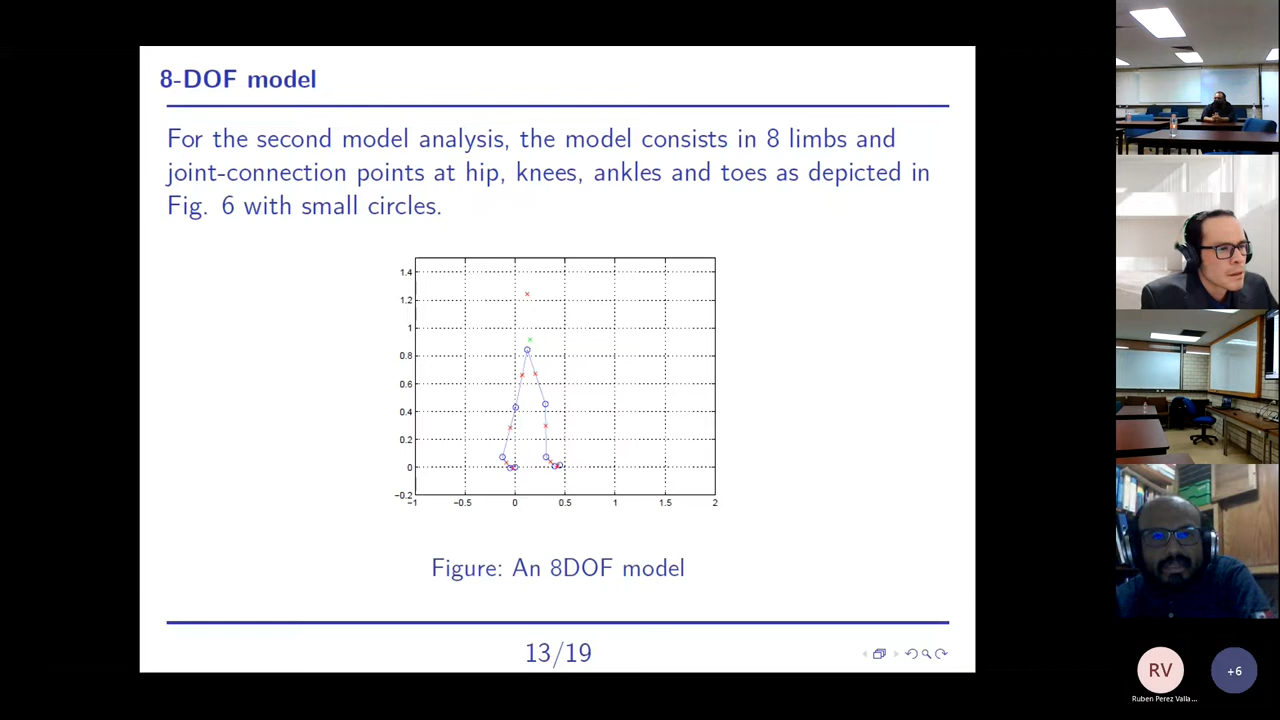 8-DOF model
For the second model analysis, the model consists in 8 limbs and
joint-connection points at hip, knees, ankles and toes as depicted in
Fig. 6 with small circles.
1.4
1.2
1
0.8
0.6
0.4
0.2
0
−0.2
−1 −0.5 0 0.5 1 1.5 2
Figure: An 8DOF model
13/19
RV
Ruben Perez Valla...
+6